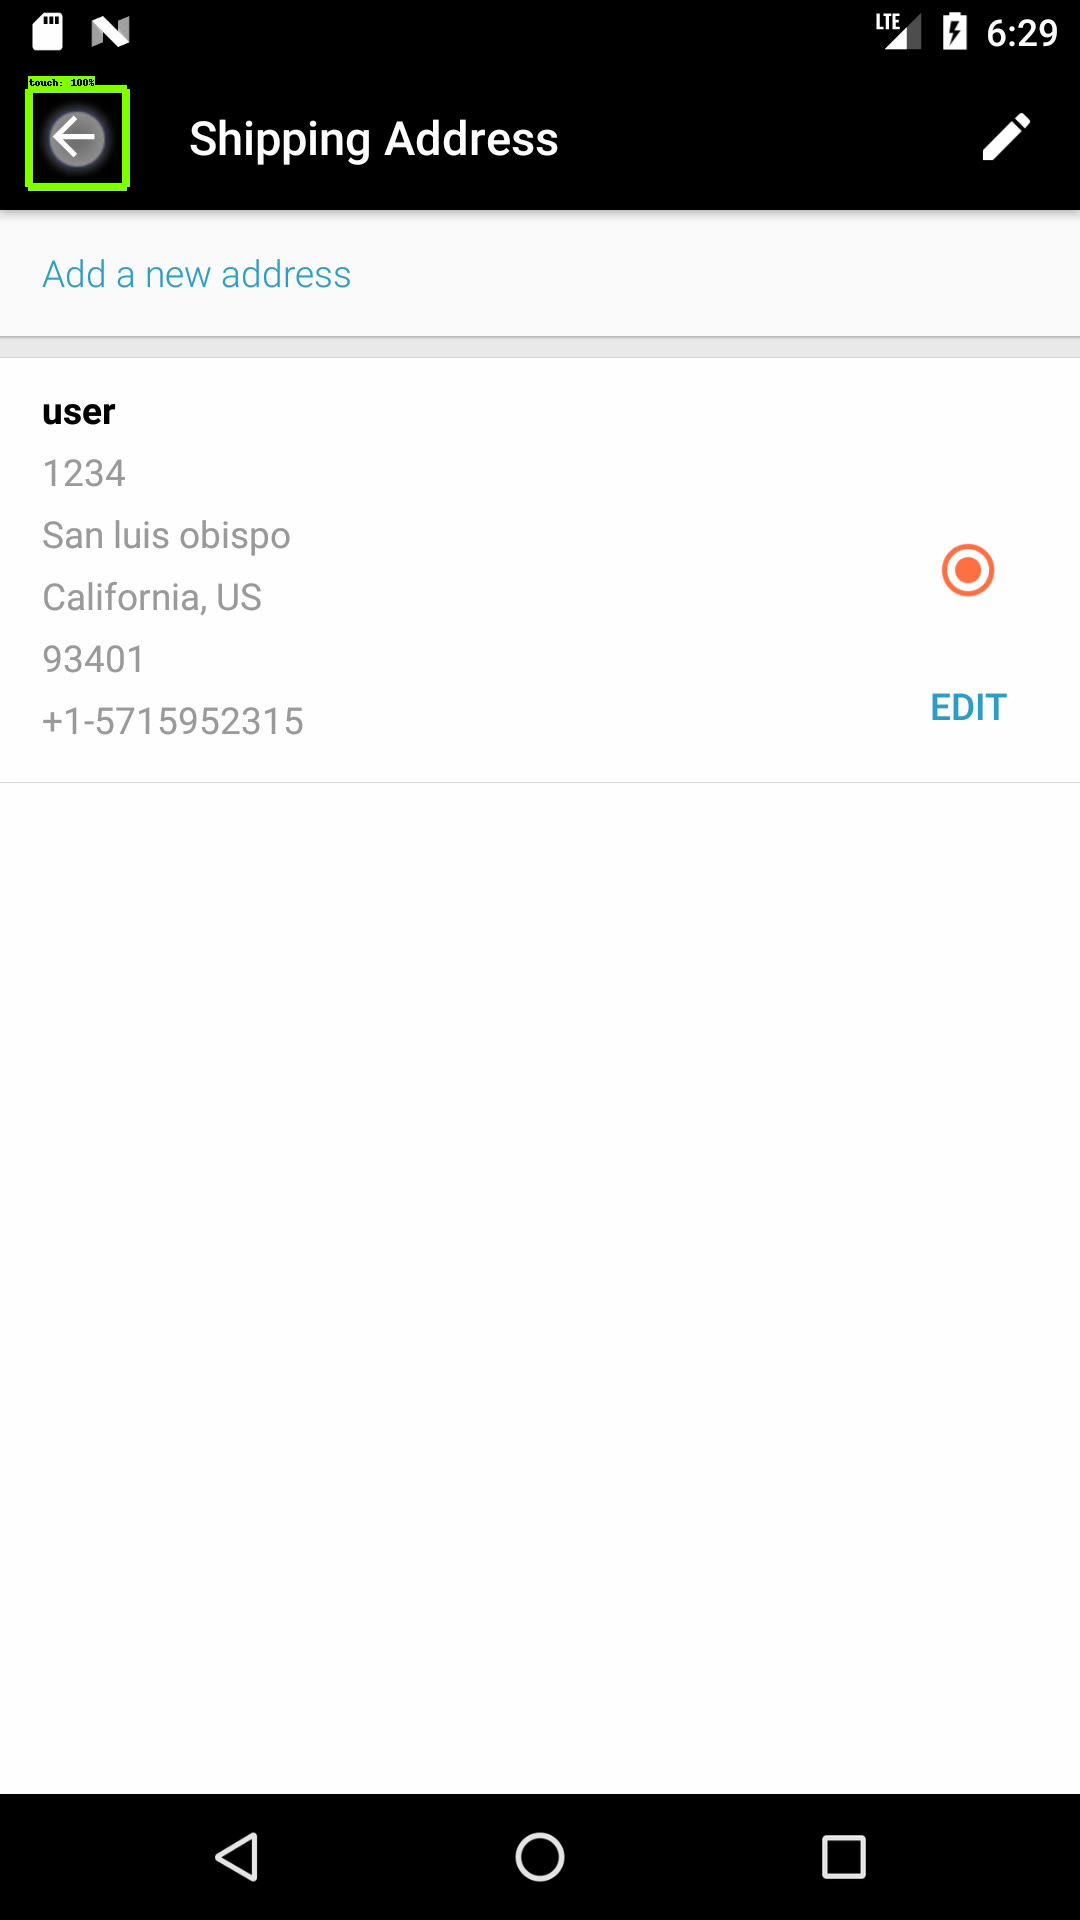 LTE 6:29
touch: 100%
Shipping Address
Add a new address
user
1234
San luis obispo
California, US
93401
+1-5715952315
EDIT